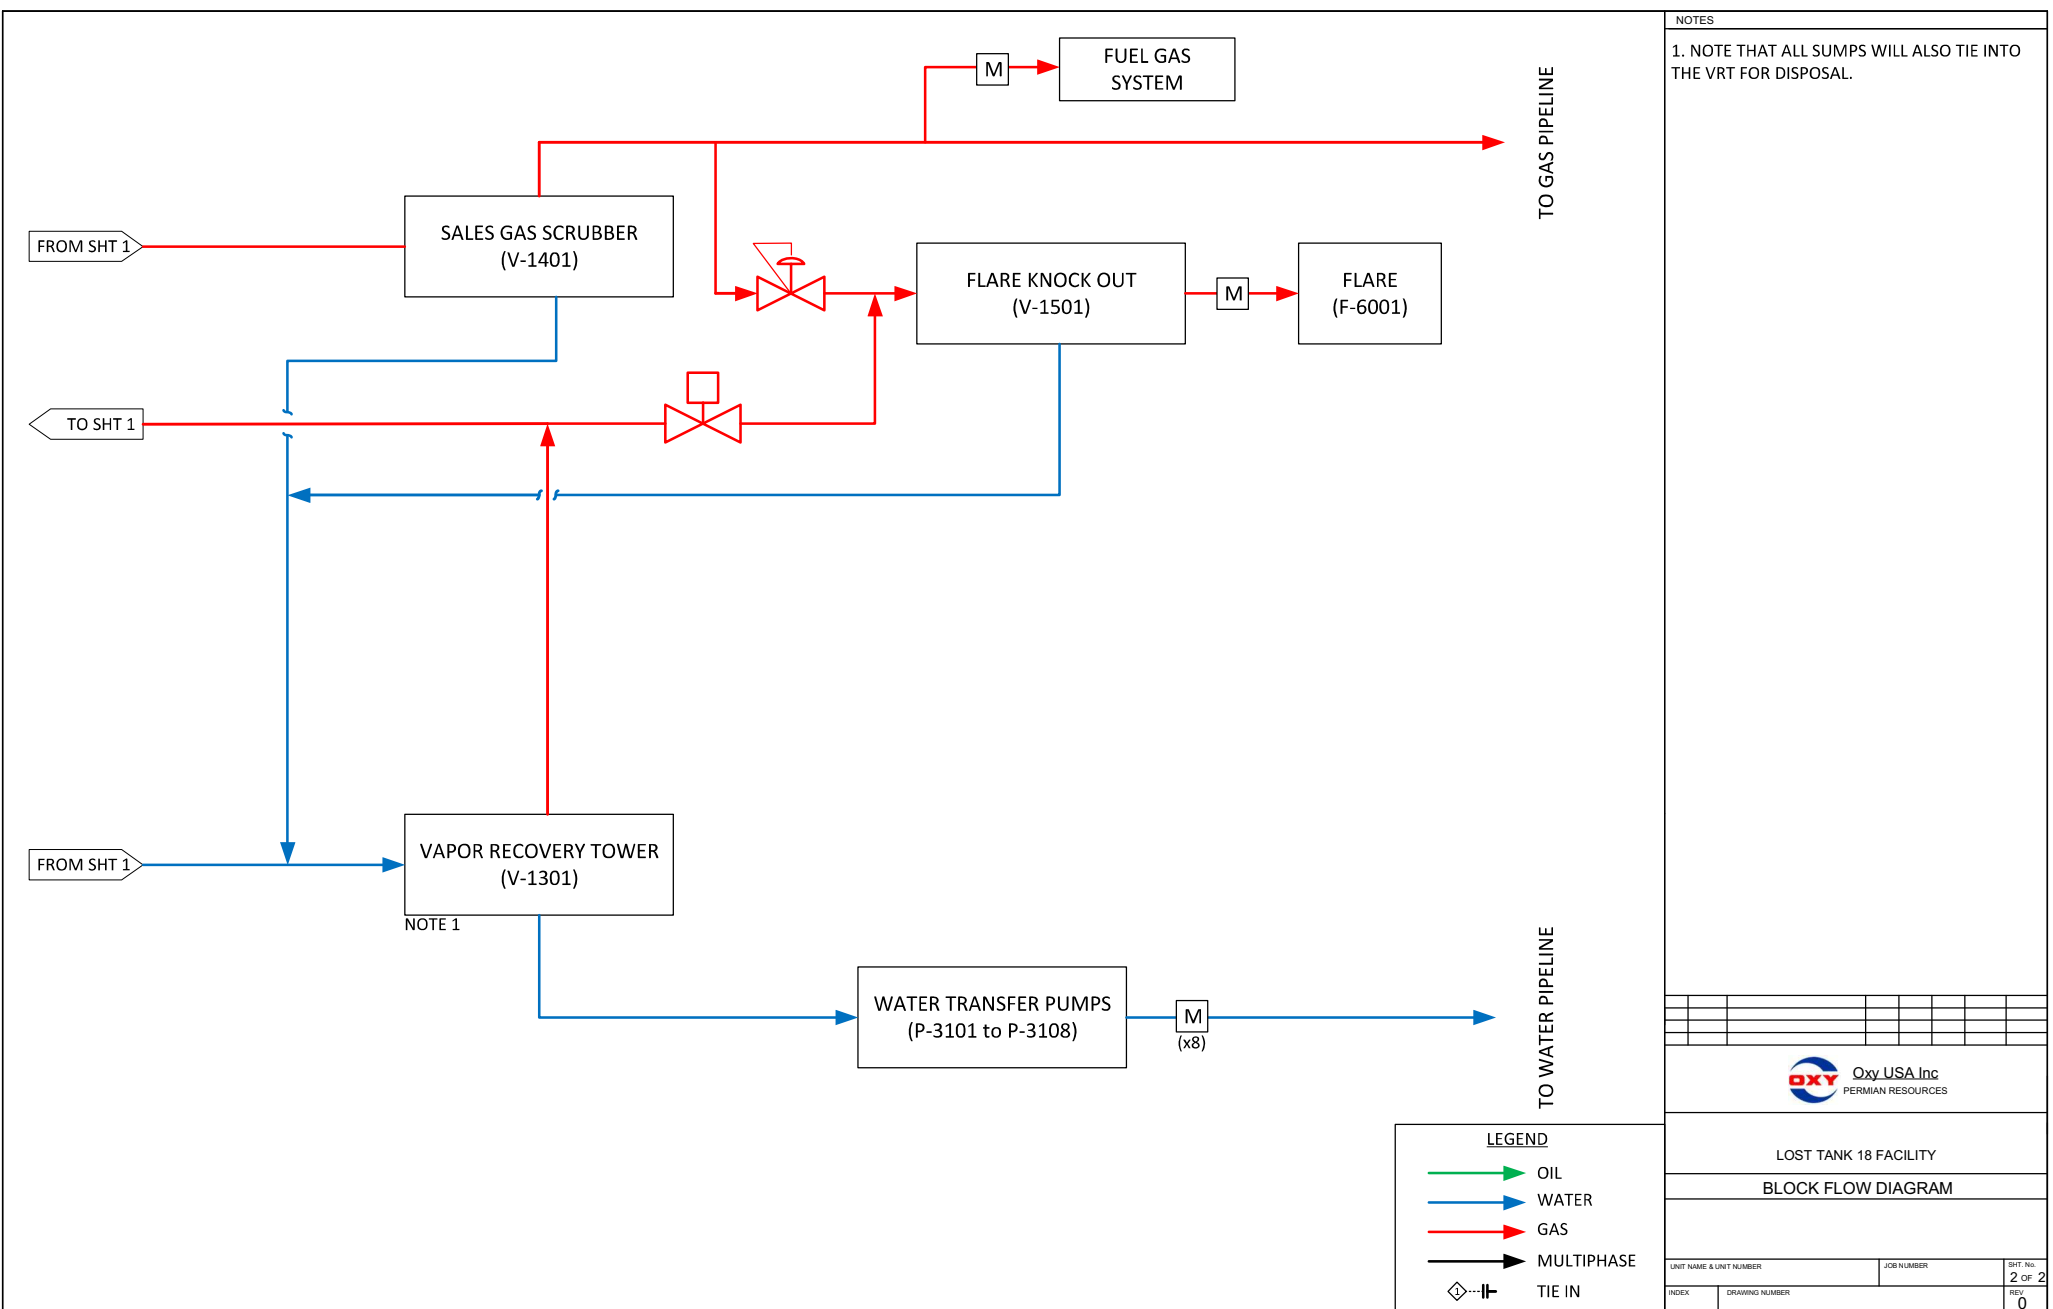 NOTES
1. NOTE THAT ALL SUMPS WILL ALSO TIE INTO
THE VRT FOR DISPOSAL.
M
FUEL GAS
SYSTEM
TO GAS PIPELINE
FROM SHT 1
SALES GAS SCRUBBER
(V-1401)
FLARE KNOCK OUT
(V-1501)
M
FLARE
(F-6001)
TO SHT 1
FROM SHT 1
VAPOR RECOVERY TOWER
(V-1301)
NOTE 1
WATER TRANSFER PUMPS
(P-3101 to P-3108)
M
(x8)
TO WATER PIPELINE
LEGEND
OIL
WATER
GAS
MULTIPHASE
1
TIE IN
OXY
Oxy USA Inc
PERMIAN RESOURCES
LOST TANK 18 FACILITY
BLOCK FLOW DIAGRAM
UNIT NAME & UNIT NUMBER
JOB NUMBER
SHT. No.
2 OF 2
INDEX
DRAWING NUMBER
REV
0